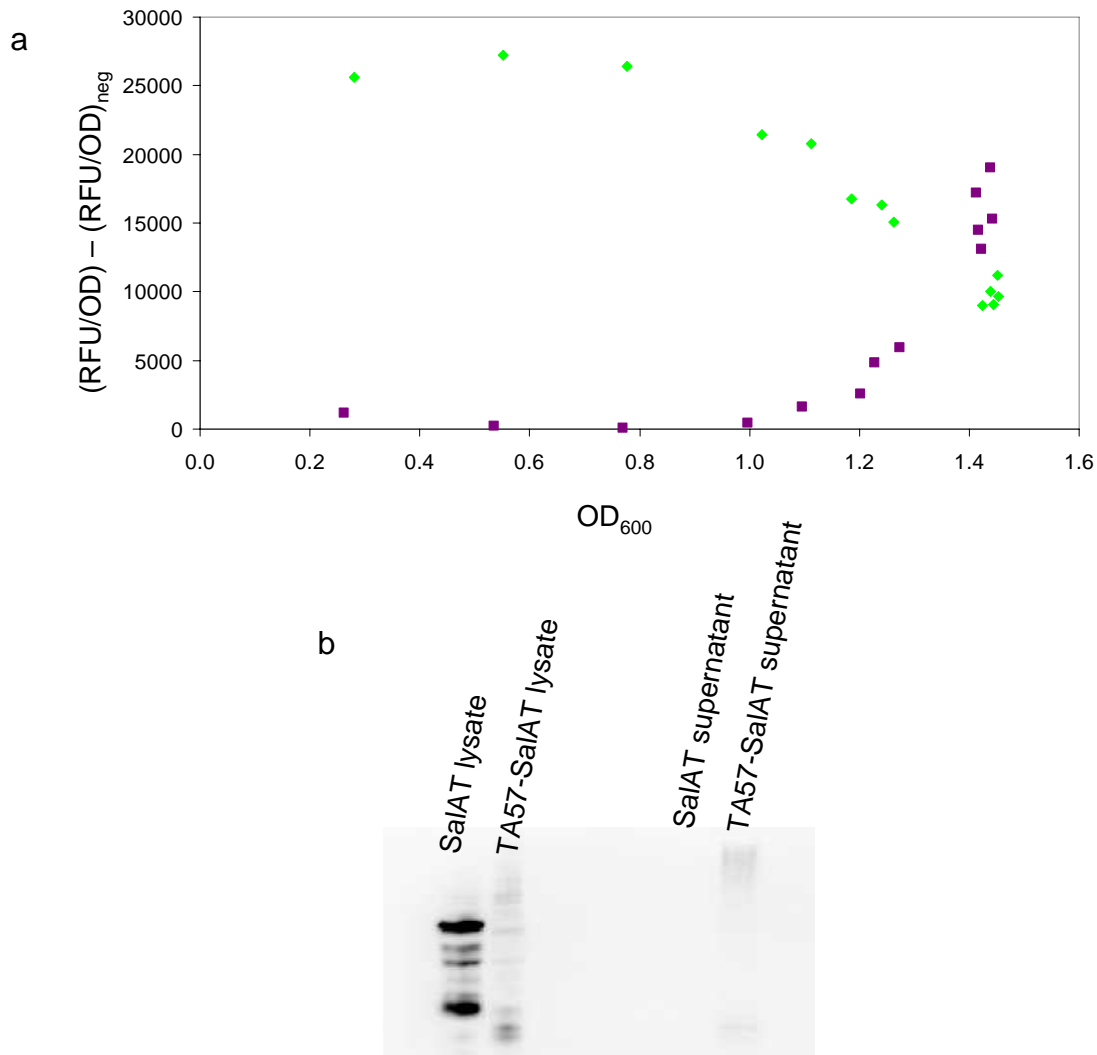 a
30000
25000
20000
15000
10000
5000
0
(RFU/OD) – (RFU/OD)neg
0.0 0.2 0.4 0.6 0.8 1.0 1.2 1.4 1.6
OD600
b
SalAT lysate
TA57-SalAT lysate
SalAT supernatant
TA57-SalAT supernatant